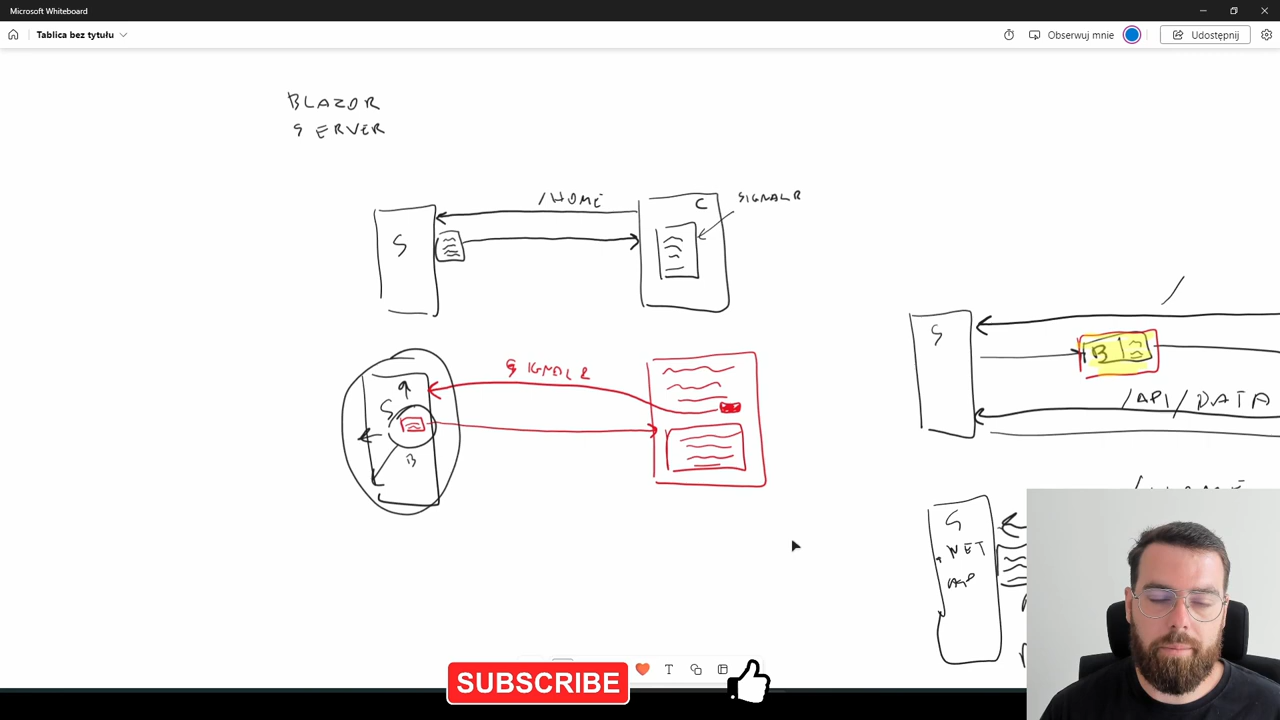 Microsoft Whiteboard
Tablica bez tytułu
Obserwuj mnie
Udostępnij
BLAZOR
SERVER
/HOME
SIGNALR
C
S
/
S
B
SIGNALR
S
B
/API/DATA
S
.NET
T
SUBSCRIBE